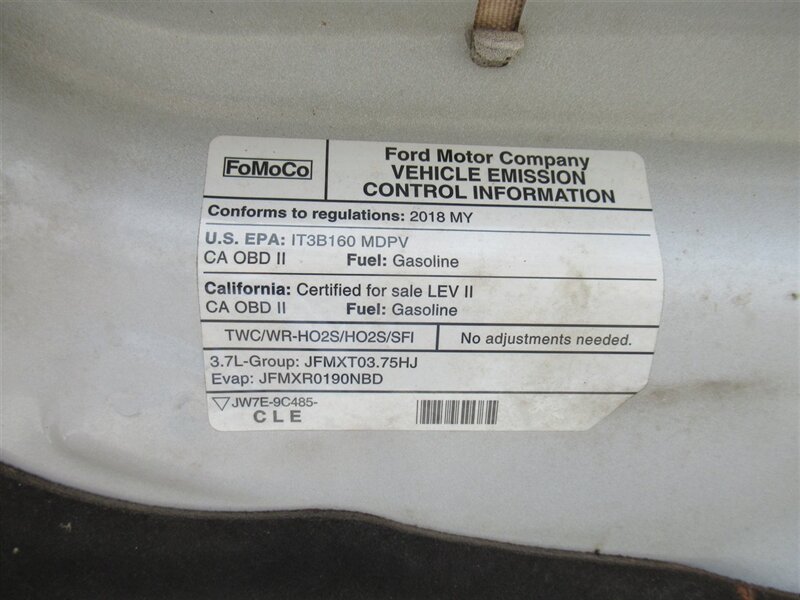 FoMoCo
Ford Motor Company
VEHICLE EMISSION
CONTROL INFORMATION
Conforms to regulations: 2018 MY
U.S. EPA: IT3B160 MDPV
CA OBD II Fuel: Gasoline
California: Certified for sale LEV II
CA OBD II Fuel: Gasoline
TWC/WR-HO2S/HO2S/SFI No adjustments needed.
3.7L-Group: JFMXT03.75HJ
Evap: JFMXR0190NBD
JW7E-9C485-
CLE